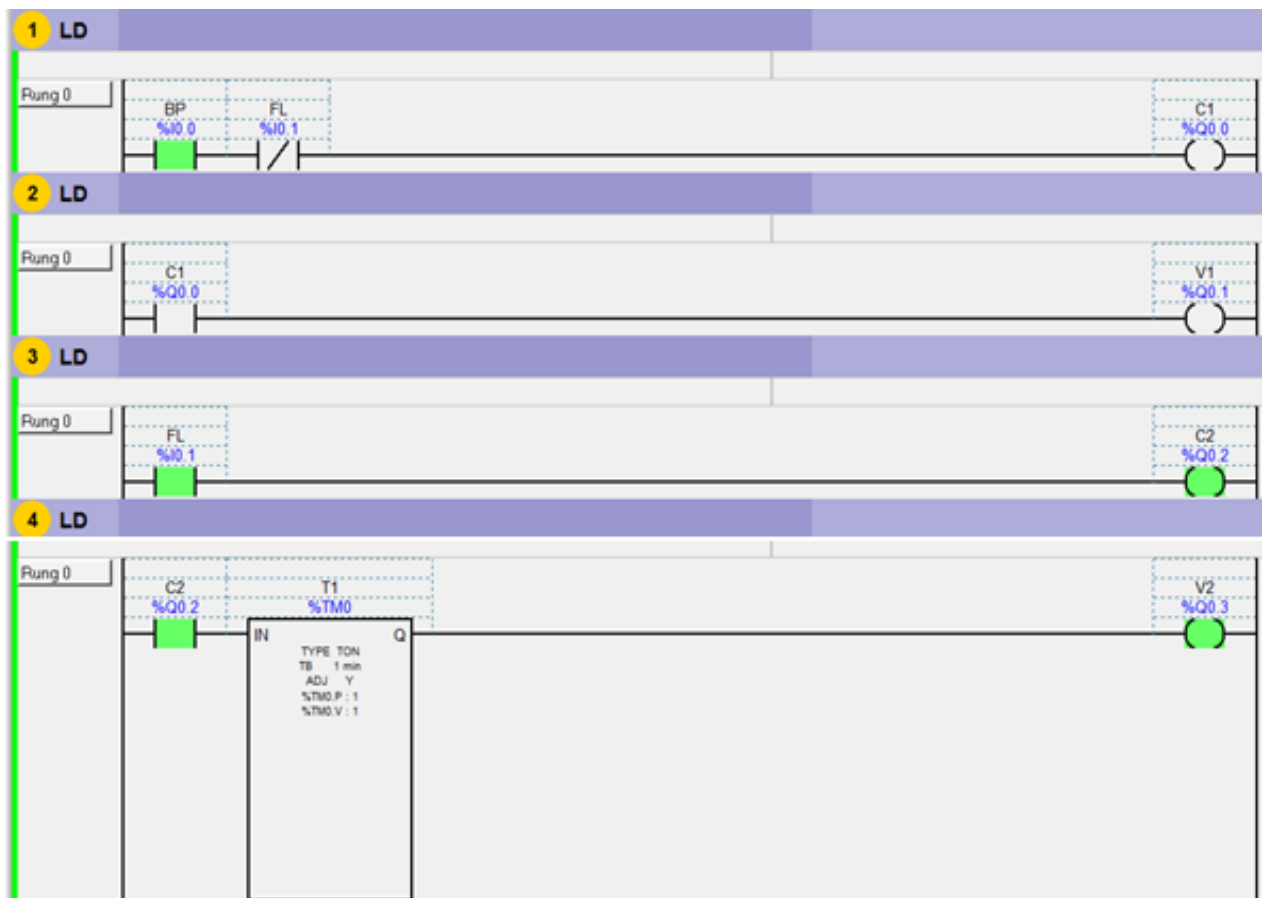 1 LD
Rung 0
BP FL C1
%I0.0 %I0.1 %Q0.0
2 LD
Rung 0
C1 V1
%Q0.0 %Q0.1
3 LD
Rung 0
FL C2
%I0.1 %Q0.2
4 LD
Rung 0
C2 T1 V2
%Q0.2 %TM0 %Q0.3
IN Q
TYPE TON
TB 1 min
ADJ Y
%TM0.P : 1
%TM0.V : 1